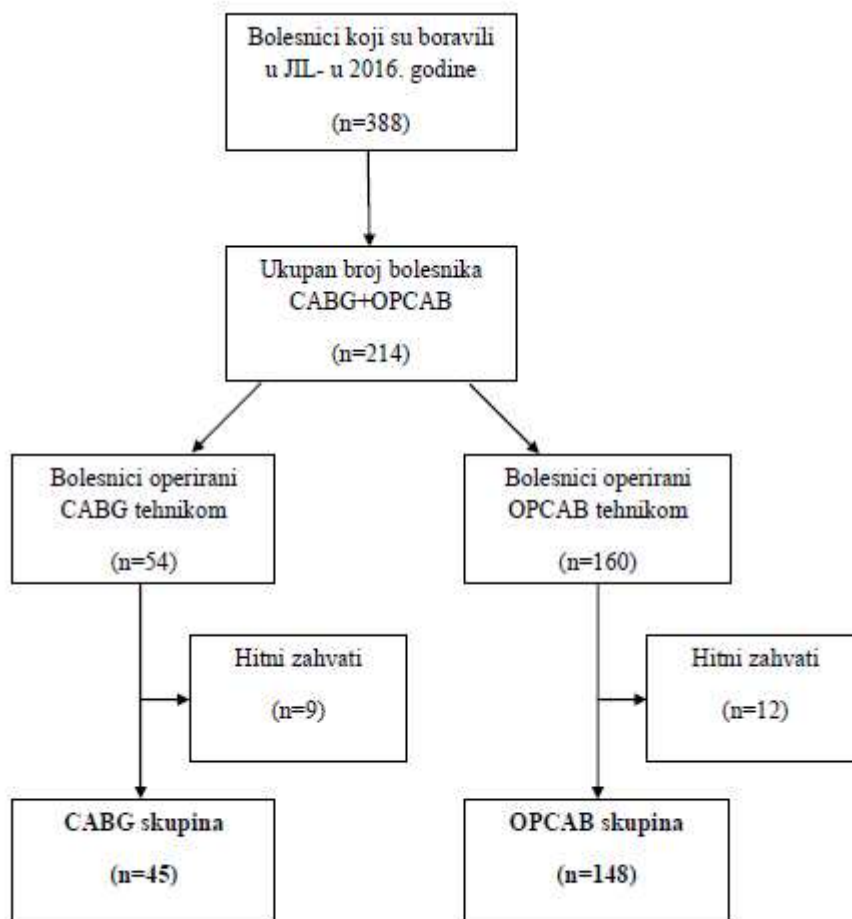 Bolesnici koji su boravili
u JIL- u 2016. godine
(n=388)
Ukupan broj bolesnika
CABG+OPCAB
(n=214)
Bolesnici operirani
CABG tehnikom
(n=54)
Bolesnici operirani
OPCAB tehnikom
(n=160)
Hitni zahvati
(n=9)
Hitni zahvati
(n=12)
CABG skupina
(n=45)
OPCAB skupina
(n=148)